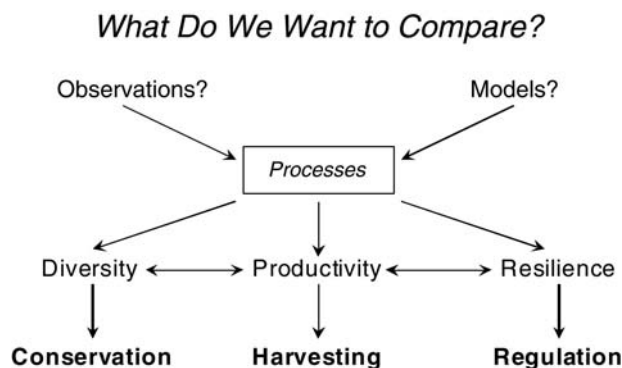 What Do We Want to Compare?
Observations? Models?
Processes
Diversity Productivity Resilience
Conservation Harvesting Regulation